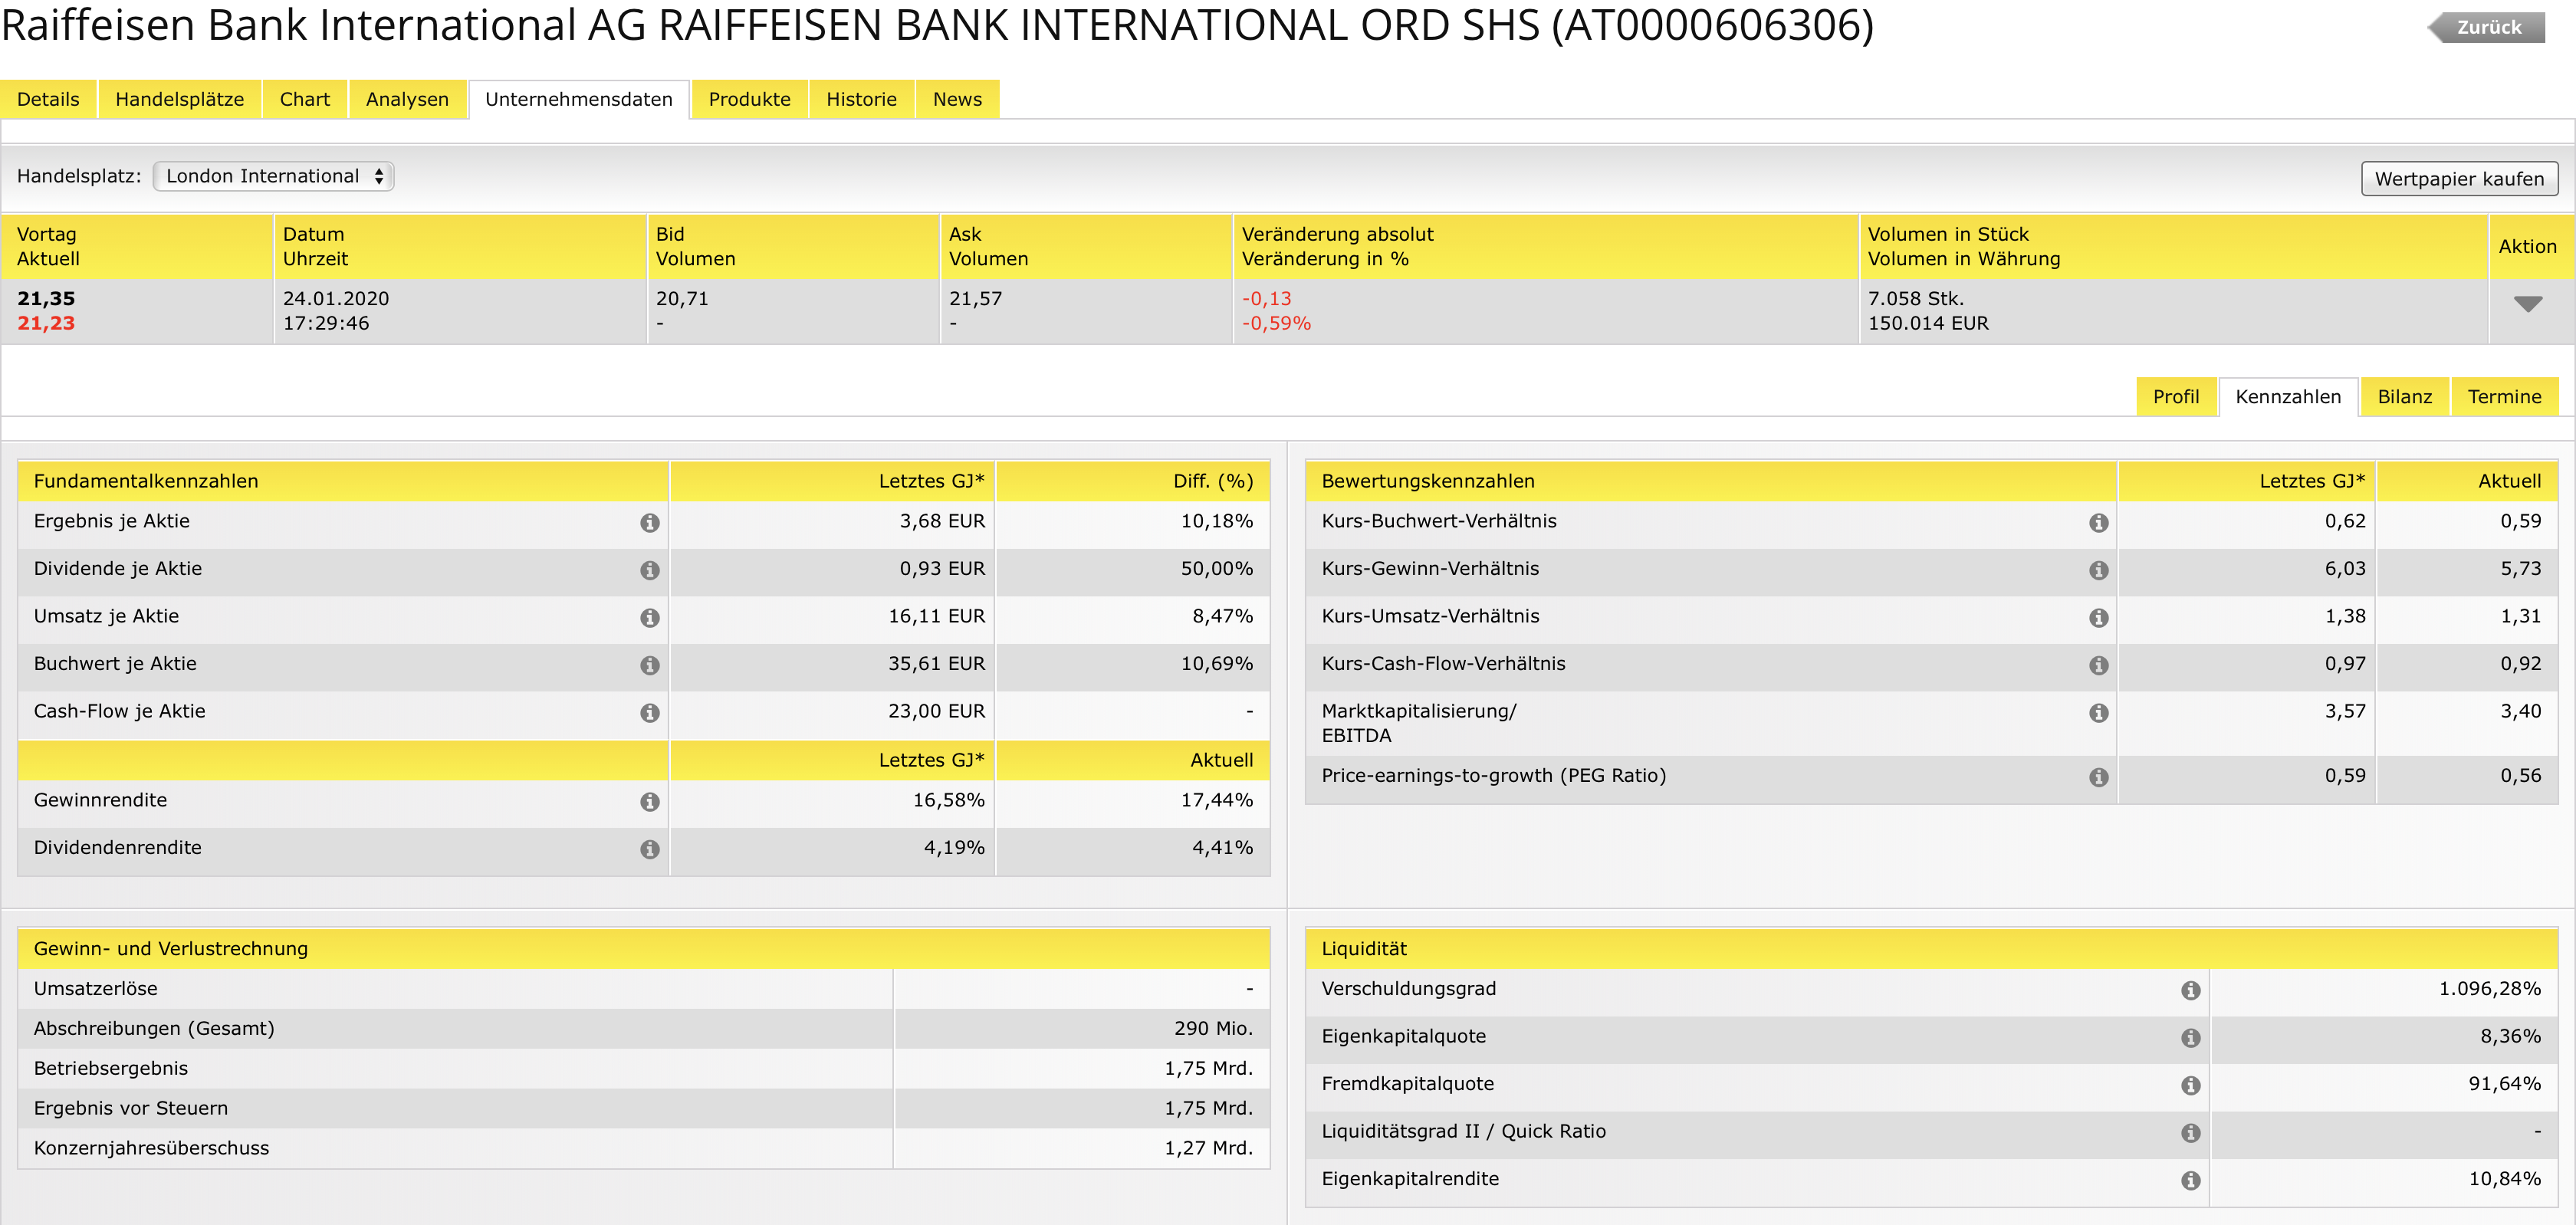 Raiffeisen Bank International AG RAIFFEISEN BANK INTERNATIONAL ORD SHS (AT0000606306)
Zurück
Details Handelsplätze Chart Analysen Unternehmensdaten Produkte Historie News
Handelsplatz: London International
Wertpapier kaufen
Vortag Datum Bid Ask Veränderung absolut Volumen in Stück Aktion
Aktuell Uhrzeit Volumen Volumen Veränderung in % Volumen in Währung
21,35 24.01.2020 20,71 21,57 -0,13 7.058 Stk.
21,23 17:29:46 - - -0,59% 150.014 EUR
Profil Kennzahlen Bilanz Termine
Fundamentalkennzahlen Letztes GJ* Diff. (%)
Ergebnis je Aktie 3,68 EUR 10,18%
Dividende je Aktie 0,93 EUR 50,00%
Umsatz je Aktie 16,11 EUR 8,47%
Buchwert je Aktie 35,61 EUR 10,69%
Cash-Flow je Aktie 23,00 EUR -
Letztes GJ* Aktuell
Gewinnrendite 16,58% 17,44%
Dividendenrendite 4,19% 4,41%
Bewertungskennzahlen Letztes GJ* Aktuell
Kurs-Buchwert-Verhältnis 0,62 0,59
Kurs-Gewinn-Verhältnis 6,03 5,73
Kurs-Umsatz-Verhältnis 1,38 1,31
Kurs-Cash-Flow-Verhältnis 0,97 0,92
Marktkapitalisierung/ 3,57 3,40
EBITDA
Price-earnings-to-growth (PEG Ratio) 0,59 0,56
Gewinn- und Verlustrechnung
Umsatzerlöse -
Abschreibungen (Gesamt) 290 Mio.
Betriebsergebnis 1,75 Mrd.
Ergebnis vor Steuern 1,75 Mrd.
Konzernjahresüberschuss 1,27 Mrd.
Liquidität
Verschuldungsgrad 1.096,28%
Eigenkapitalquote 8,36%
Fremdkapitalquote 91,64%
Liquiditätsgrad II / Quick Ratio -
Eigenkapitalrendite 10,84%